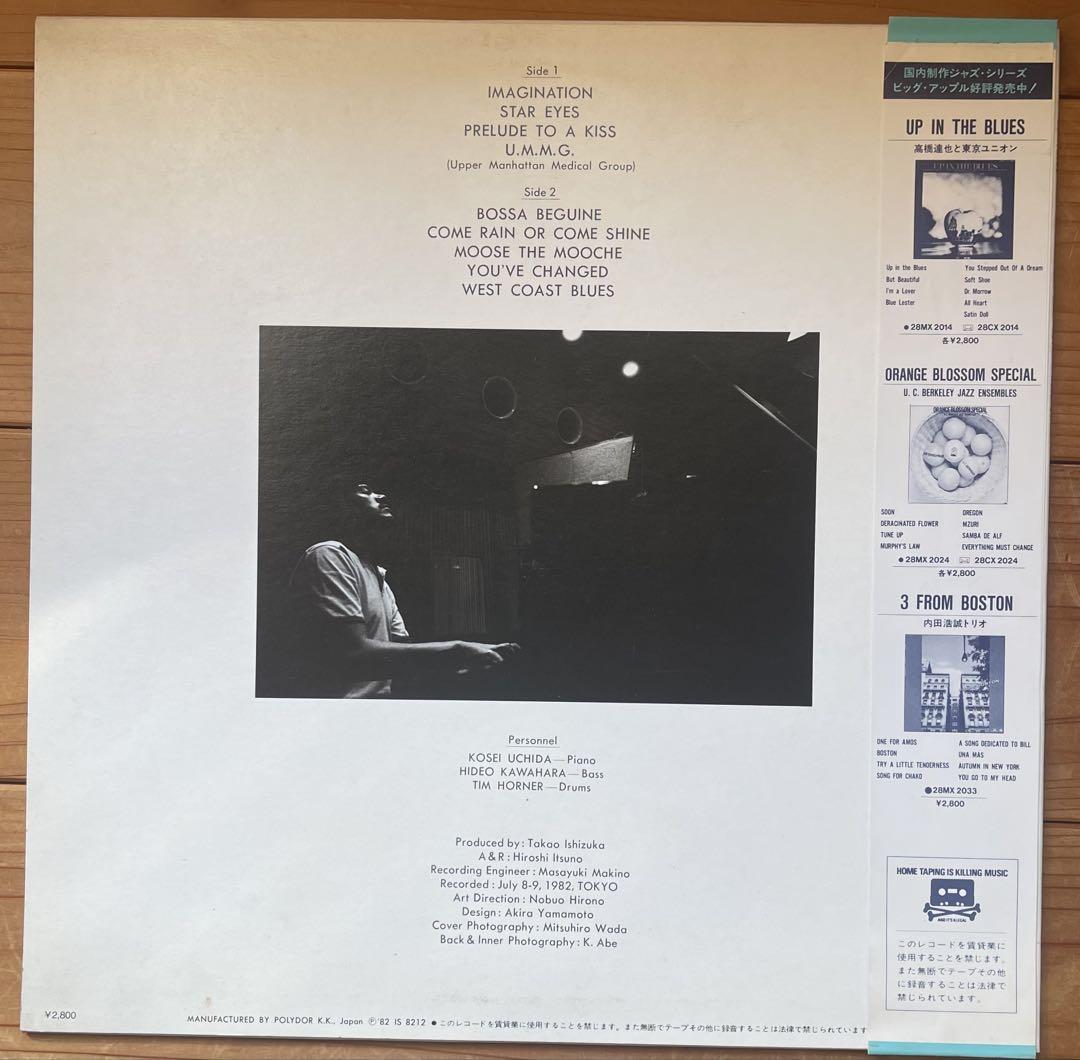 Side 1
IMAGINATION
STAR EYES
PRELUDE TO A KISS
U.M.M.G.
(Upper Manhattan Medical Group)
Side 2
BOSSA BEGUINE
COME RAIN OR COME SHINE
MOOSE THE MOOCHE
YOU'VE CHANGED
WEST COAST BLUES
Personnel
KOSEI UCHIDA—Piano
HIDEO KAWAHARA—Bass
TIM HORNER—Drums
Produced by : Takao Ishizuka
A & R : Hiroshi Itsuno
Recording Engineer : Masayuki Makino
Recorded : July 8-9, 1982, TOKYO
Art Direction : Nobuo Hirono
Design : Akira Yamamoto
Cover Photography : Mitsuhiro Wada
Back & Inner Photography : K. Abe
¥2,800
MANUFACTURED BY POLYDOR K.K., Japan Ⓟ'82 IS 8212 ●このレコードを賃貸業に使用することを禁じます。また無断でテープその他に録音することは法律で禁じられています
国内制作ジャズ・シリーズ
ビッグ・アップル好評発売中!
UP IN THE BLUES
高橋達也と東京ユニオン
UP IN THE BLUES
Up in the Blues
But Beautiful
I'm a Lover
Blue Lester
You Stepped Out Of A Dream
Soft Shoe
Dr. Morrow
All Heart
Satin Doll
●28MX 2014 28CX 2014
各¥2,800
ORANGE BLOSSOM SPECIAL
U. C. BERKELEY JAZZ ENSEMBLES
ORANGE BLOSSOM SPECIAL
SOON
DERACINATED FLOWER
TUNE UP
MURPHY'S LAW
OREGON
MZURI
SAMBA DE ALF
EVERYTHING MUST CHANGE
●28MX 2024 28CX 2024
各¥2,800
3 FROM BOSTON
内田浩誠トリオ
ONE FOR AMOS
BOSTON
TRY A LITTLE TENDERNESS
SONG FOR CHAKO
A SONG DEDICATED TO BILL
UNA MAS
AUTUMN IN NEW YORK
YOU GO TO MY HEAD
●28MX 2033
¥2,800
HOME TAPING IS KILLING MUSIC
AND IT'S ILLEGAL
このレコードを賃貸業に
使用することを禁じます。
また無断でテープその他
に録音することは法律で
禁じられています。